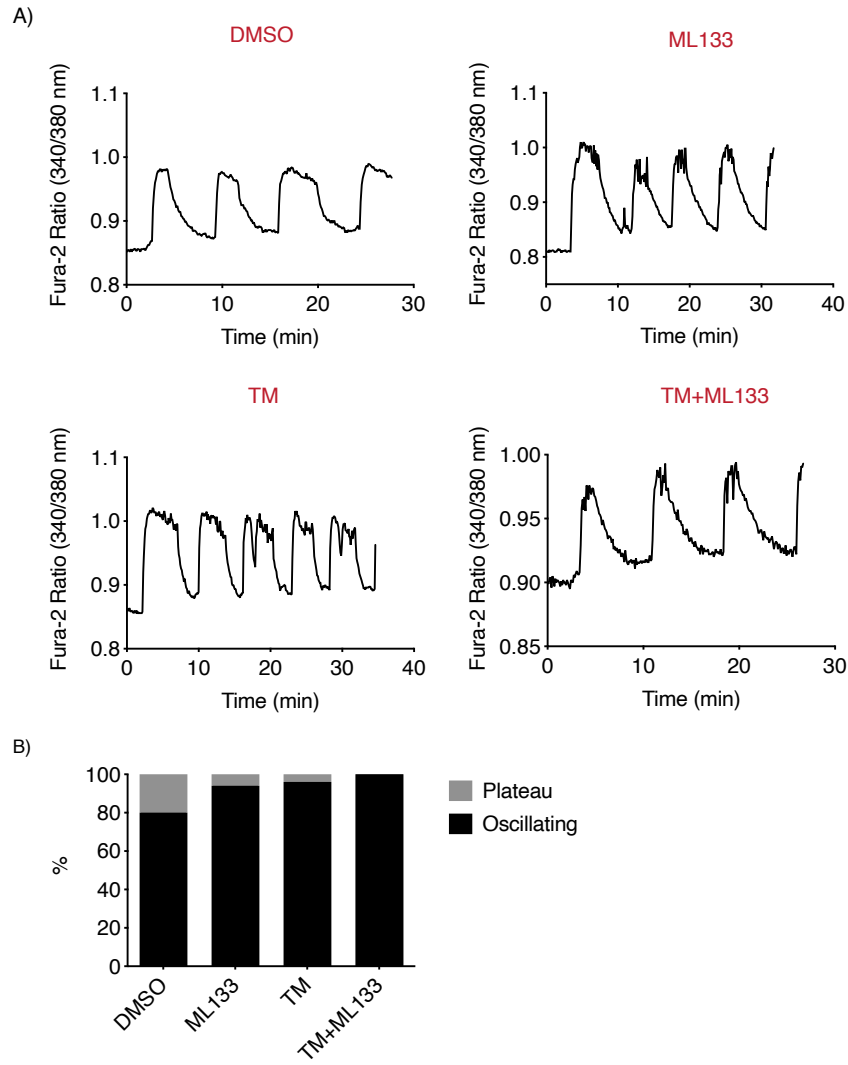 A)
DMSO
Fura-2 Ratio (340/380 nm)
1.1
1.0
0.9
0.8
0
10
20
30
Time (min)
ML133
Fura-2 Ratio (340/380 nm)
1.1
1.0
0.9
0.8
0
10
20
30
40
Time (min)
TM
Fura-2 Ratio (340/380 nm)
1.1
1.0
0.9
0.8
0
10
20
30
40
Time (min)
TM+ML133
Fura-2 Ratio (340/380 nm)
1.00
0.95
0.90
0.85
0
10
20
30
Time (min)
B)
%
100
80
60
40
20
0
DMSO
ML133
TM
TM+ML133
Plateau
Oscillating